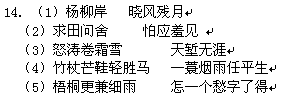 14.（1）杨柳岸 晓风残月↵
（2）求田问舍 怕应羞见↵
（3）怒涛卷霜雪 天堑无涯↵
（4）竹杖芒鞋轻胜马 一蓑烟雨任平生↵
（5）梧桐更兼细雨 怎一个愁字了得↵